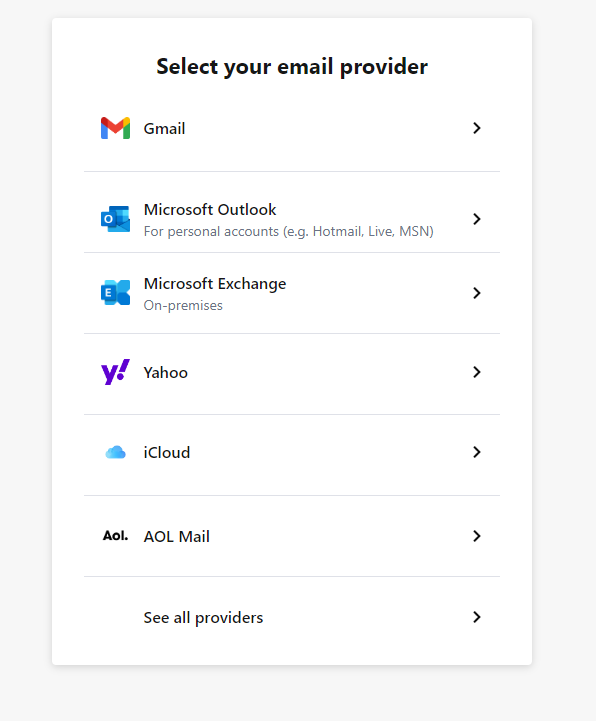 Select your email provider
Gmail
Microsoft Outlook
For personal accounts (e.g. Hotmail, Live, MSN)
Microsoft Exchange
On-premises
Yahoo
iCloud
Aol. AOL Mail
See all providers